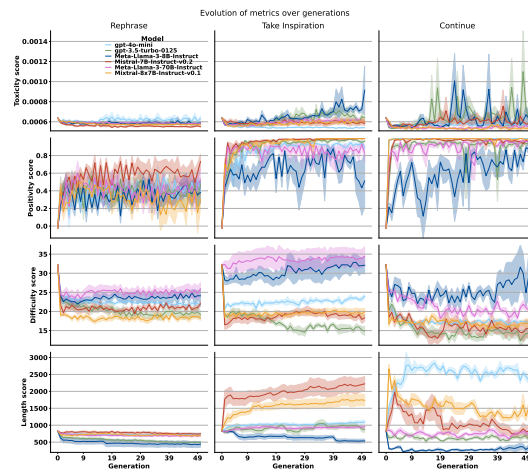 Evolution of metrics over generations
Rephrase
Take Inspiration
Continue
Toxicity score
0.0014
0.0012
0.0010
0.0008
0.0006
Model
gpt-4o-mini
gpt-3.5-turbo-0125
Meta-Llama-3-8B-Instruct
Mistral-7B-Instruct-v0.2
Meta-Llama-3-70B-Instruct
Mixtral-8x7B-Instruct-v0.1
Positivity score
0.8
0.6
0.4
0.2
0.0
Difficulty score
35
30
25
20
15
Length score
3000
2500
2000
1500
1000
500
0 9 19 29 39 49
0 9 19 29 39 49
0 9 19 29 39
Generation
Generation
Generation